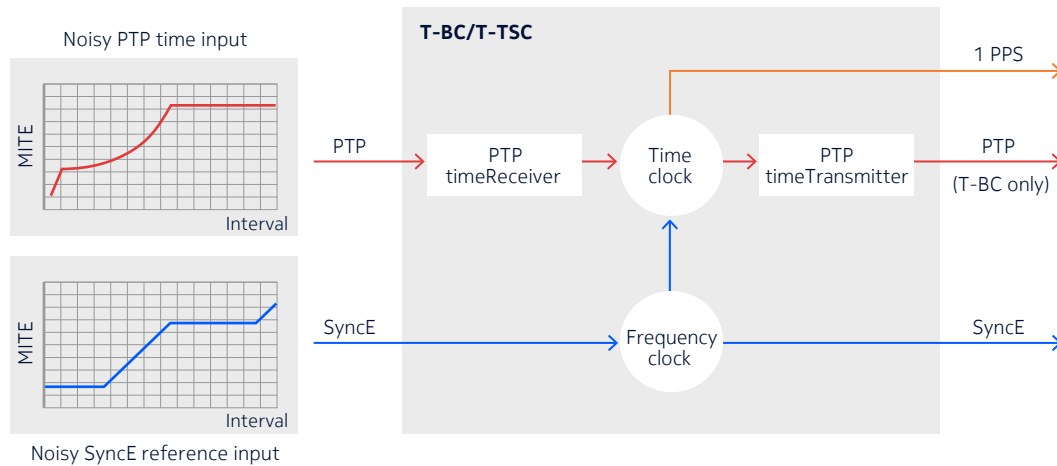 Noisy PTP time input
MITE
Interval
MITE
Interval
Noisy SyncE reference input
T-BC/T-TSC
PTP
PTP
timeReceiver
Time
clock
PTP
timeTransmitter
1 PPS
PTP
(T-BC only)
SyncE
Frequency
clock
SyncE